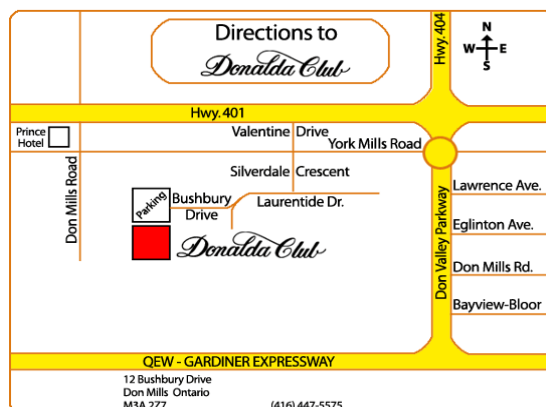 Directions to
Donalda Club
Hwy. 404
N
W E
S
Hwy. 401
Prince
Hotel
Valentine Drive
York Mills Road
Don Mills Road
Silverdale Crescent
Parking
Bushbury
Drive
Laurentide Dr.
Donalda Club
Don Valley Parkway
Lawrence Ave.
Eglinton Ave.
Don Mills Rd.
Bayview-Bloor
QEW - GARDINER EXPRESSWAY
12 Bushbury Drive
Don Mills Ontario
M3A 2Z7 (416) 447-5575